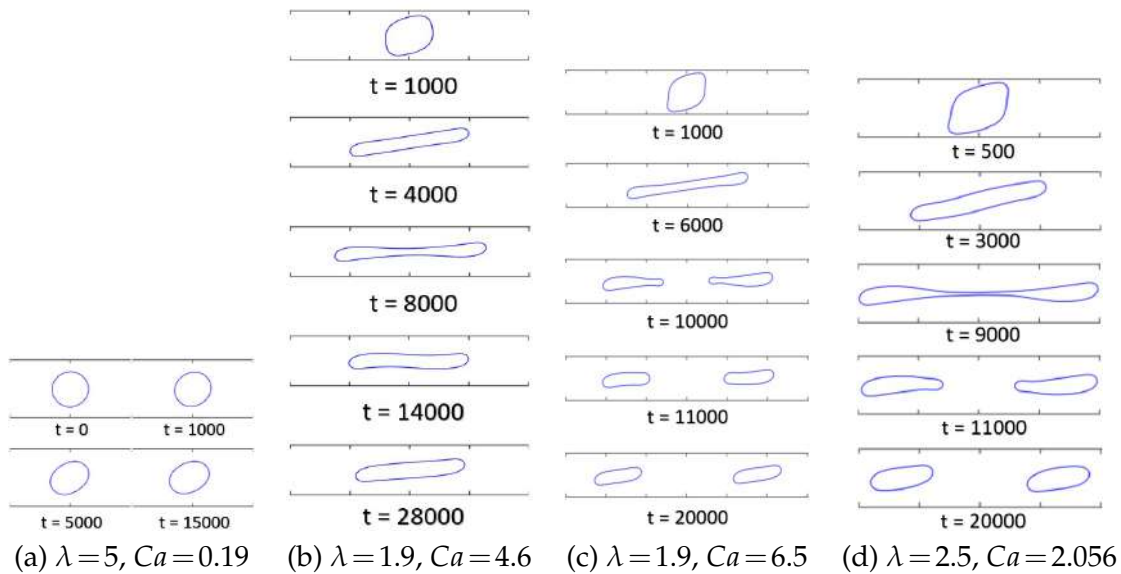 t = 0
t = 1000
t = 5000
t = 15000
(a) λ=5, Ca=0.19
t = 1000
t = 4000
t = 8000
t = 14000
t = 28000
(b) λ=1.9, Ca=4.6
t = 1000
t = 6000
t = 10000
t = 11000
t = 20000
(c) λ=1.9, Ca=6.5
t = 500
t = 3000
t = 9000
t = 11000
t = 20000
(d) λ=2.5, Ca=2.056